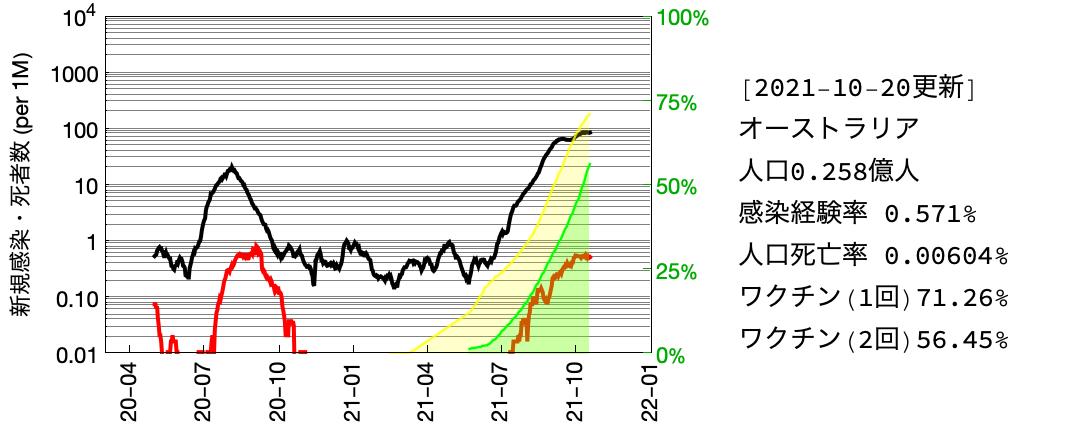 新規感染・死者数 (per 1M)
10^4
1000
100
10
1
0.10
0.01
100%
75%
50%
25%
0%
20-04
20-07
20-10
21-01
21-04
21-07
21-10
22-01
[2021-10-20更新]
オーストラリア
人口0.258億人
感染経験率 0.571%
人口死亡率 0.00604%
ワクチン(1回)71.26%
ワクチン(2回)56.45%